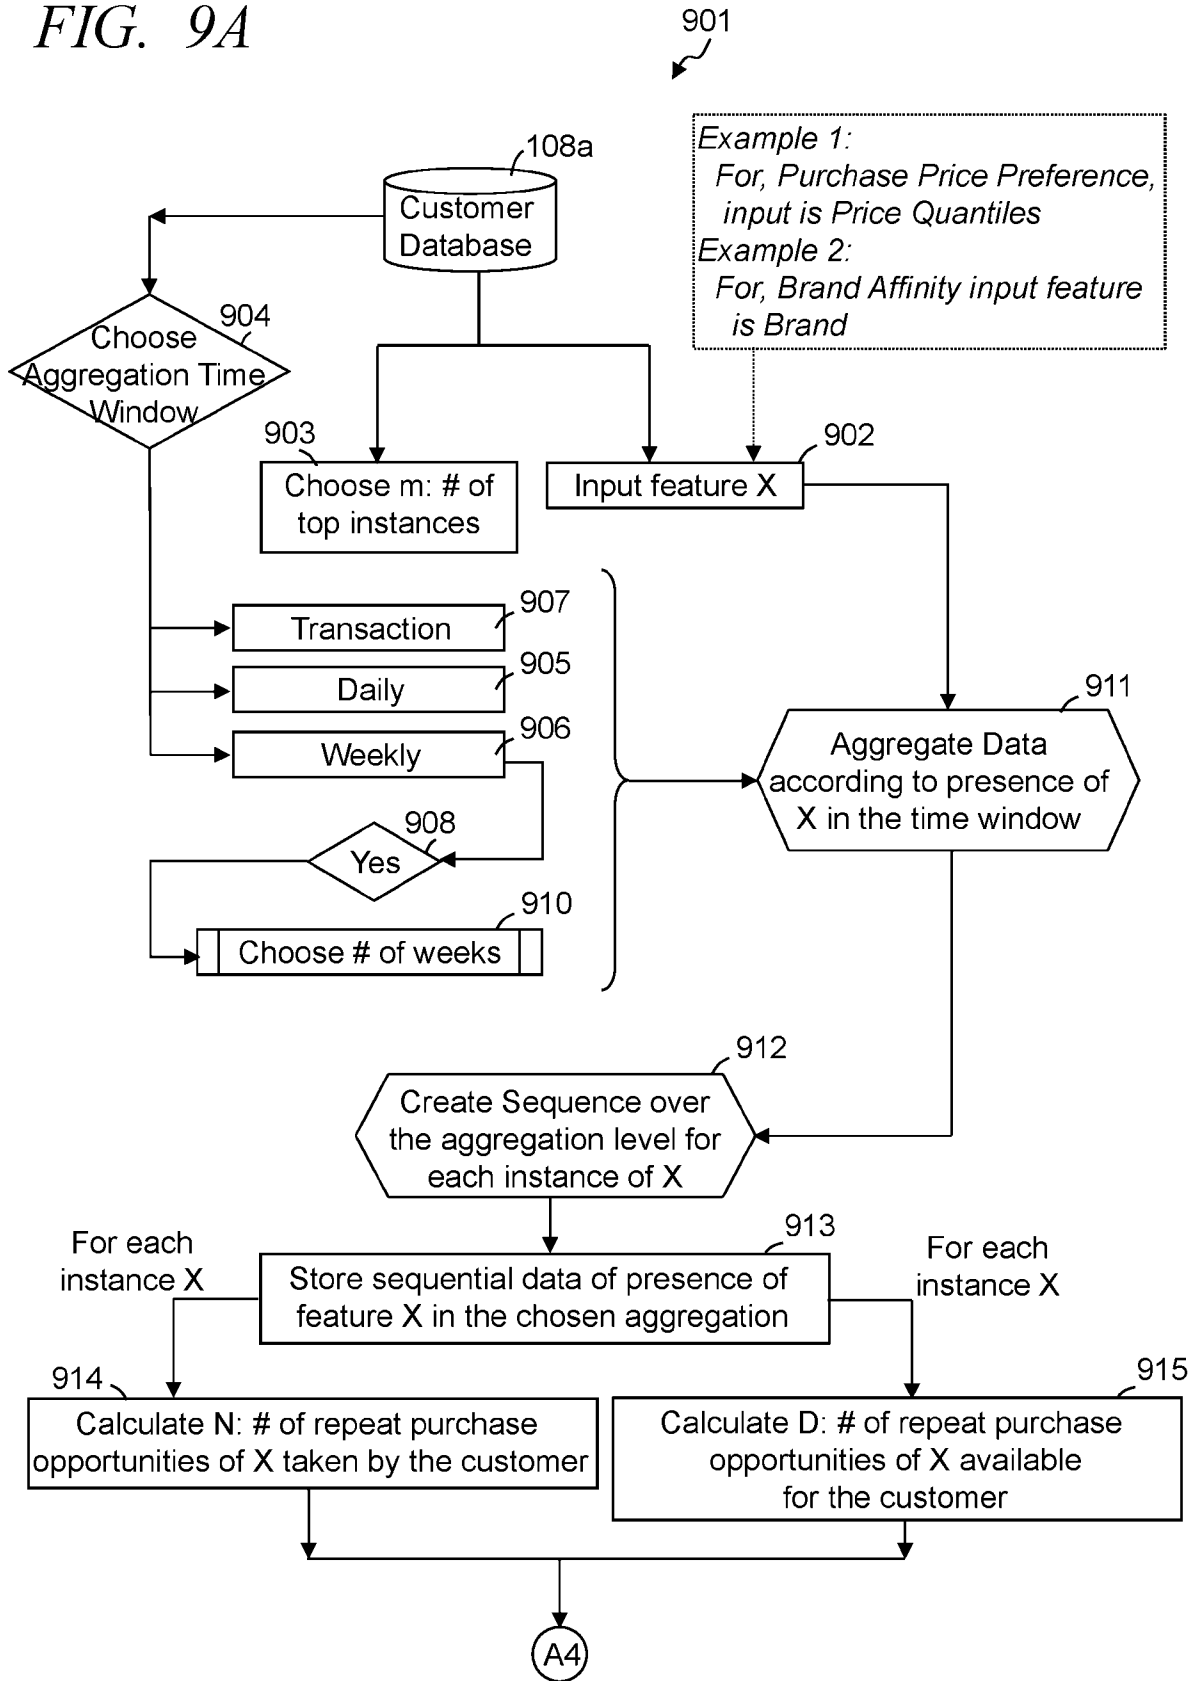 FIG. 9A
901
Example 1:
For, Purchase Price Preference,
input is Price Quantiles
Example 2:
For, Brand Affinity input feature
is Brand
108a
Customer
Database
904
Choose
Aggregation Time
Window
903
Choose m: # of
top instances
902
Input feature X
907
Transaction
905
Daily
906
Weekly
908
Yes
910
Choose # of weeks
911
Aggregate Data
according to presence of
X in the time window
912
Create Sequence over
the aggregation level for
each instance of X
913
Store sequential data of presence of
feature X in the chosen aggregation
For each
instance X
For each
instance X
914
Calculate N: # of repeat purchase
opportunities of X taken by the customer
915
Calculate D: # of repeat purchase
opportunities of X available
for the customer
A4